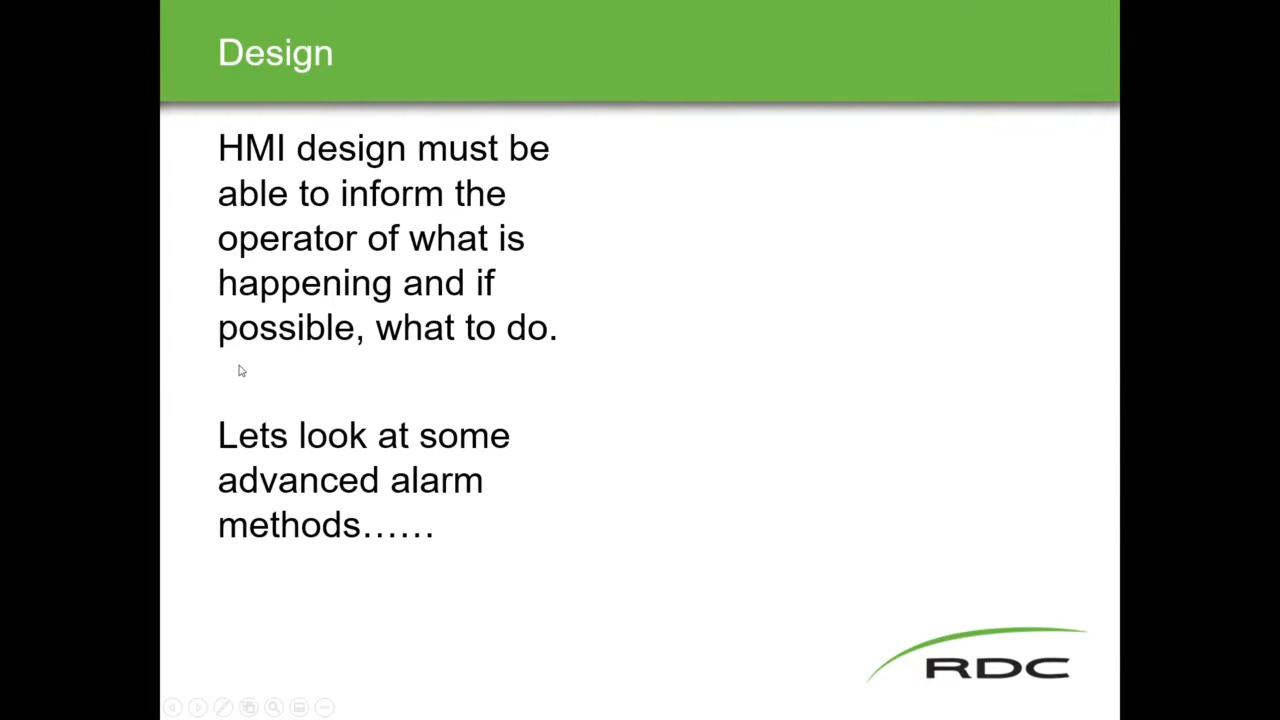 Design
HMI design must be
able to inform the
operator of what is
happening and if
possible, what to do.
Lets look at some
advanced alarm
methods……
RDC